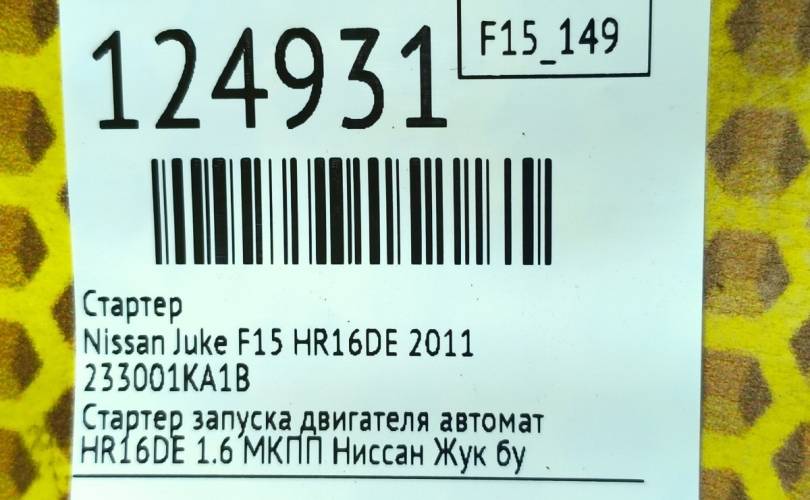 124931
F15_149
Стартер
Nissan Juke F15 HR16DE 2011
233001KA1B
Стартер запуска двигателя автомат
HR16DE 1.6 МКПП Ниссан Жук бу